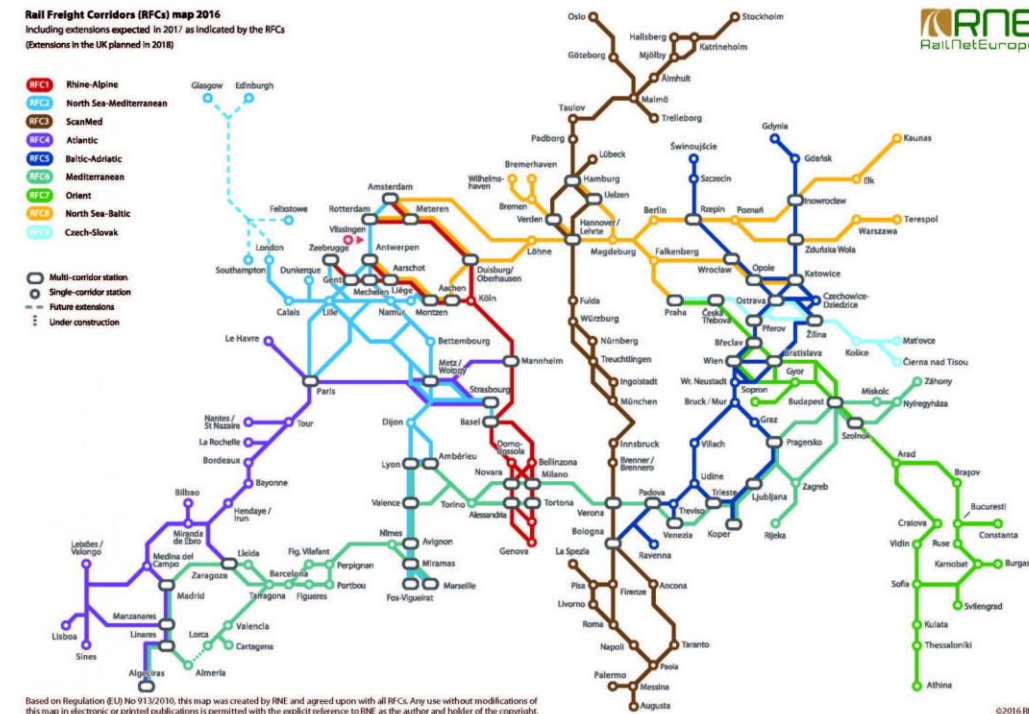 Rail Freight Corridors (RFCs) map 2016
Including extensions expected in 2017 as indicated by the RFCs
(Extensions in the UK planned in 2018)
RNE
RailNetEurope
RFC1 Rhine-Alpine
RFC2 North Sea-Mediterranean
RFC3 ScanMed
RFC4 Atlantic
RFC5 Baltic-Adriatic
RFC6 Mediterranean
RFC7 Orient
RFC8 North Sea-Baltic
RFC9 Czech-Slovak
Multi-corridor station
Single-corridor station
Future extensions
Under construction
Oslo
Stockholm
Hallsberg
Katrineholm
Göteborg
Mjölby
Älmhult
Malmö
Trelleborg
Taulov
Padborg
Glasgow
Edinburgh
Felixstowe
London
Southampton
Dunkerque
Calais
Lille
Amsterdam
Rotterdam
Meteren
Vlissingen
Zeebrugge
Antwerpen
Gent
Mechelen
Aarschot
Liège
Aachen
Namur
Montzen
Duisburg/
Oberhausen
Köln
Wilhelms-
haven
Bremerhaven
Bremen
Lübeck
Hamburg
Uelzen
Verden
Hannover/
Lehrte
Löhne
Magdeburg
Berlin
Falkenberg
Świnoujście
Szczecin
Rzepin
Poznań
Gdynia
Gdańsk
Inowrocław
Kaunas
Elk
Terespol
Warszawa
Zduńska Wola
Wrocław
Opole
Katowice
Czechowice-
Dziedzice
Praha
Česká
Třebová
Ostrava
Přerov
Žilina
Břeclav
Košice
Maťovce
Čierna nad Tisou
Wien
Bratislava
Wr. Neustadt
Sopron
Gyor
Budapest
Miskolc
Záhony
Nyíregyháza
Szolnok
Bruck / Mur
Graz
Villach
Pragersko
Udine
Trieste
Ljubljana
Zagreb
Koper
Rijeka
Fulda
Würzburg
Nürnberg
Treuchtlingen
Ingolstadt
München
Innsbruck
Brenner /
Brennero
Verona
Padova
Treviso
Venezia
Bologna
Ravenna
La Spezia
Pisa
Livorno
Firenze
Ancona
Roma
Napoli
Taranto
Paola
Palermo
Messina
Augusta
Le Havre
Paris
Bettembourg
Metz /
Woippy
Strasbourg
Mannheim
Basel
Dijon
Ambérieu
Lyon
Valence
Torino
Domo-
dossola
Bellinzona
Novara
Milano
Alessandria
Tortona
Genova
Nîmes
Avignon
Miramas
Fos-Vigueirat
Marseille
Nantes /
St Nazaire
Tour
La Rochelle
Bordeaux
Bayonne
Hendaye /
Irun
Bilbao
Miranda
de Ebro
Leixões /
Valongo
Medina del
Campo
Madrid
Manzanares
Linares
Algeciras
Lisboa
Sines
Zaragoza
Lleida
Fig. Vilafant
Barcelona
Perpignan
Portbou
Figueres
Tarragona
Valencia
Lorca
Cartagena
Almería
Arad
Brașov
Bucuresti
Constanta
Craiova
Vidin
Ruse
Karnobat
Burgas
Sofia
Svilengrad
Kulata
Thessaloníki
Athina
Based on Regulation (EU) No 913/2010, this map was created by RNE and agreed upon with all RFCs. Any use without modifications of
this map in electronic or printed publications is permitted with the explicit reference to RNE as the author and holder of the copyright.